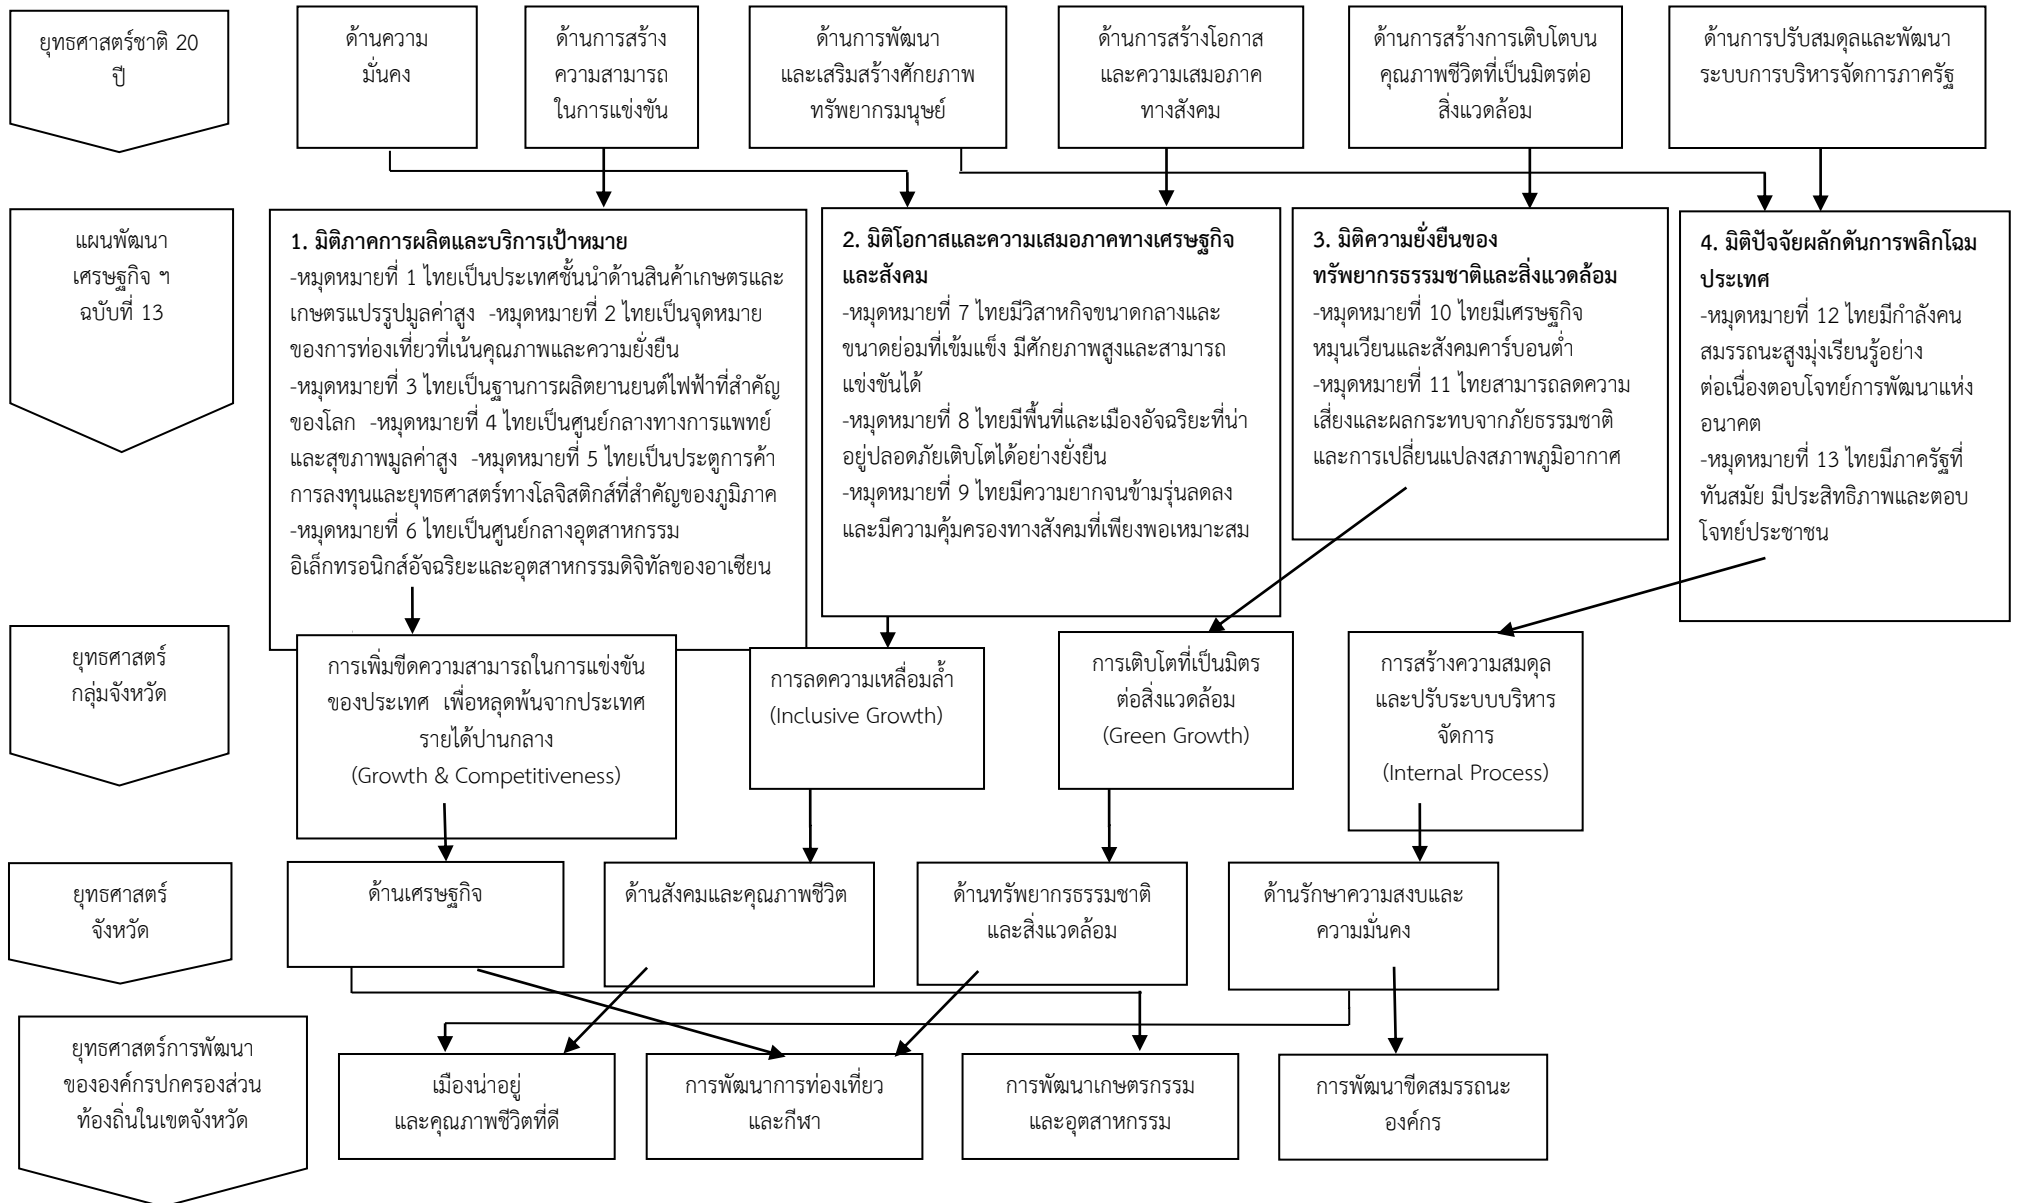 ยุทธศาสตร์ชาติ 20
ปี
ด้านความ
มั่นคง
ด้านการสร้าง
ความสามารถ
ในการแข่งขัน
ด้านการพัฒนา
และเสริมสร้างศักยภาพ
ทรัพยากรมนุษย์
ด้านการสร้างโอกาส
และความเสมอภาค
ทางสังคม
ด้านการสร้างการเติบโตบน
คุณภาพชีวิตที่เป็นมิตรต่อ
สิ่งแวดล้อม
ด้านการปรับสมดุลและพัฒนา
ระบบการบริหารจัดการภาครัฐ
แผนพัฒนา
เศรษฐกิจ ฯ
ฉบับที่ 13
1. มิติภาคการผลิตและบริการเป้าหมาย
-หมุดหมายที่ 1 ไทยเป็นประเทศชั้นนำด้านสินค้าเกษตรและ
เกษตรแปรรูปมูลค่าสูง -หมุดหมายที่ 2 ไทยเป็นจุดหมาย
ของการท่องเที่ยวที่เน้นคุณภาพและความยั่งยืน
-หมุดหมายที่ 3 ไทยเป็นฐานการผลิตยานยนต์ไฟฟ้าที่สำคัญ
ของโลก -หมุดหมายที่ 4 ไทยเป็นศูนย์กลางทางการแพทย์
และสุขภาพมูลค่าสูง -หมุดหมายที่ 5 ไทยเป็นประตูการค้า
การลงทุนและยุทธศาสตร์ทางโลจิสติกส์ที่สำคัญของภูมิภาค
-หมุดหมายที่ 6 ไทยเป็นศูนย์กลางอุตสาหกรรม
อิเล็กทรอนิกส์อัจฉริยะและอุตสาหกรรมดิจิทัลของอาเซียน
2. มิติโอกาสและความเสมอภาคทางเศรษฐกิจ
และสังคม
-หมุดหมายที่ 7 ไทยมีวิสาหกิจขนาดกลางและ
ขนาดย่อมที่เข้มแข็ง มีศักยภาพสูงและสามารถ
แข่งขันได้
-หมุดหมายที่ 8 ไทยมีพื้นที่และเมืองอัจฉริยะที่น่า
อยู่ปลอดภัยเติบโตได้อย่างยั่งยืน
-หมุดหมายที่ 9 ไทยมีความยากจนข้ามรุ่นลดลง
และมีความคุ้มครองทางสังคมที่เพียงพอเหมาะสม
3. มิติความยั่งยืนของ
ทรัพยากรธรรมชาติและสิ่งแวดล้อม
-หมุดหมายที่ 10 ไทยมีเศรษฐกิจ
หมุนเวียนและสังคมคาร์บอนต่ำ
-หมุดหมายที่ 11 ไทยสามารถลดความ
เสี่ยงและผลกระทบจากภัยธรรมชาติ
และการเปลี่ยนแปลงสภาพภูมิอากาศ
4. มิติปัจจัยผลักดันการพลิกโฉม
ประเทศ
-หมุดหมายที่ 12 ไทยมีกำลังคน
สมรรถนะสูงมุ่งเรียนรู้อย่าง
ต่อเนื่องตอบโจทย์การพัฒนาแห่ง
อนาคต
-หมุดหมายที่ 13 ไทยมีภาครัฐที่
ทันสมัย มีประสิทธิภาพและตอบ
โจทย์ประชาชน
ยุทธศาสตร์
กลุ่มจังหวัด
การเพิ่มขีดความสามารถในการแข่งขัน
ของประเทศ เพื่อหลุดพ้นจากประเทศ
รายได้ปานกลาง
(Growth & Competitiveness)
การลดความเหลื่อมล้ำ
(Inclusive Growth)
การเติบโตที่เป็นมิตร
ต่อสิ่งแวดล้อม
(Green Growth)
การสร้างความสมดุล
และปรับระบบบริหาร
จัดการ
(Internal Process)
ยุทธศาสตร์
จังหวัด
ด้านเศรษฐกิจ
ด้านสังคมและคุณภาพชีวิต
ด้านทรัพยากรธรรมชาติ
และสิ่งแวดล้อม
ด้านรักษาความสงบและ
ความมั่นคง
ยุทธศาสตร์การพัฒนา
ขององค์กรปกครองส่วน
ท้องถิ่นในเขตจังหวัด
เมืองน่าอยู่
และคุณภาพชีวิตที่ดี
การพัฒนาการท่องเที่ยว
และกีฬา
การพัฒนาเกษตรกรรม
และอุตสาหกรรม
การพัฒนาขีดสมรรถนะ
องค์กร